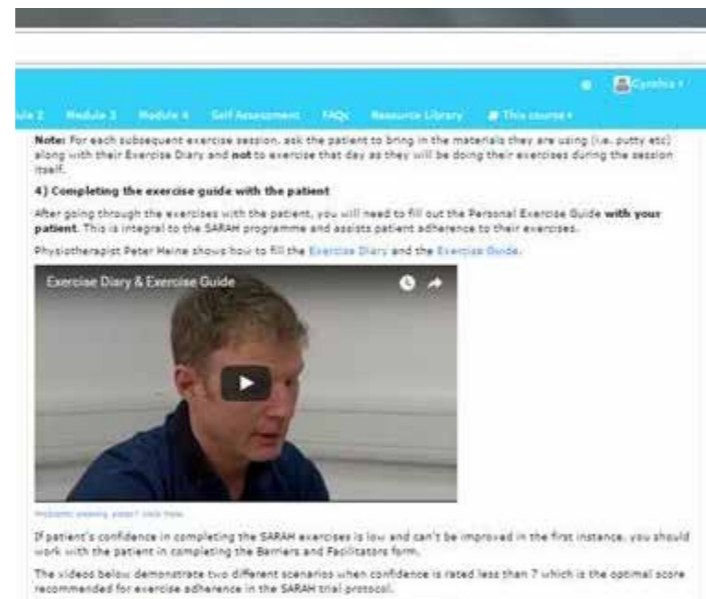 Cynthia
ule 2 Module 3 Module 4 Self Assessment FAQs Resource Library This course
Note: For each subsequent exercise session, ask the patient to bring in the materials they are using (i.e. putty etc)
along with their Exercise Diary and not to exercise that day as they will be doing their exercises during the session
itself.
4) Completing the exercise guide with the patient
After going through the exercises with the patient, you will need to fill out the Personal Exercise Guide with your
patient. This is integral to the SARAH programme and assists patient adherence to their exercises.
Physiotherapist Peter Heine shows how to fill the Exercise Diary and the Exercise Guide.
Exercise Diary & Exercise Guide
Problems viewing video? Click here.
If patient's confidence in completing the SARAH exercises is low and can't be improved in the first instance, you should
work with the patient in completing the Barriers and Facilitators form.
The videos below demonstrate two different scenarios when confidence is rated less than 7 which is the optimal score
recommended for exercise adherence in the SARAH trial protocol.